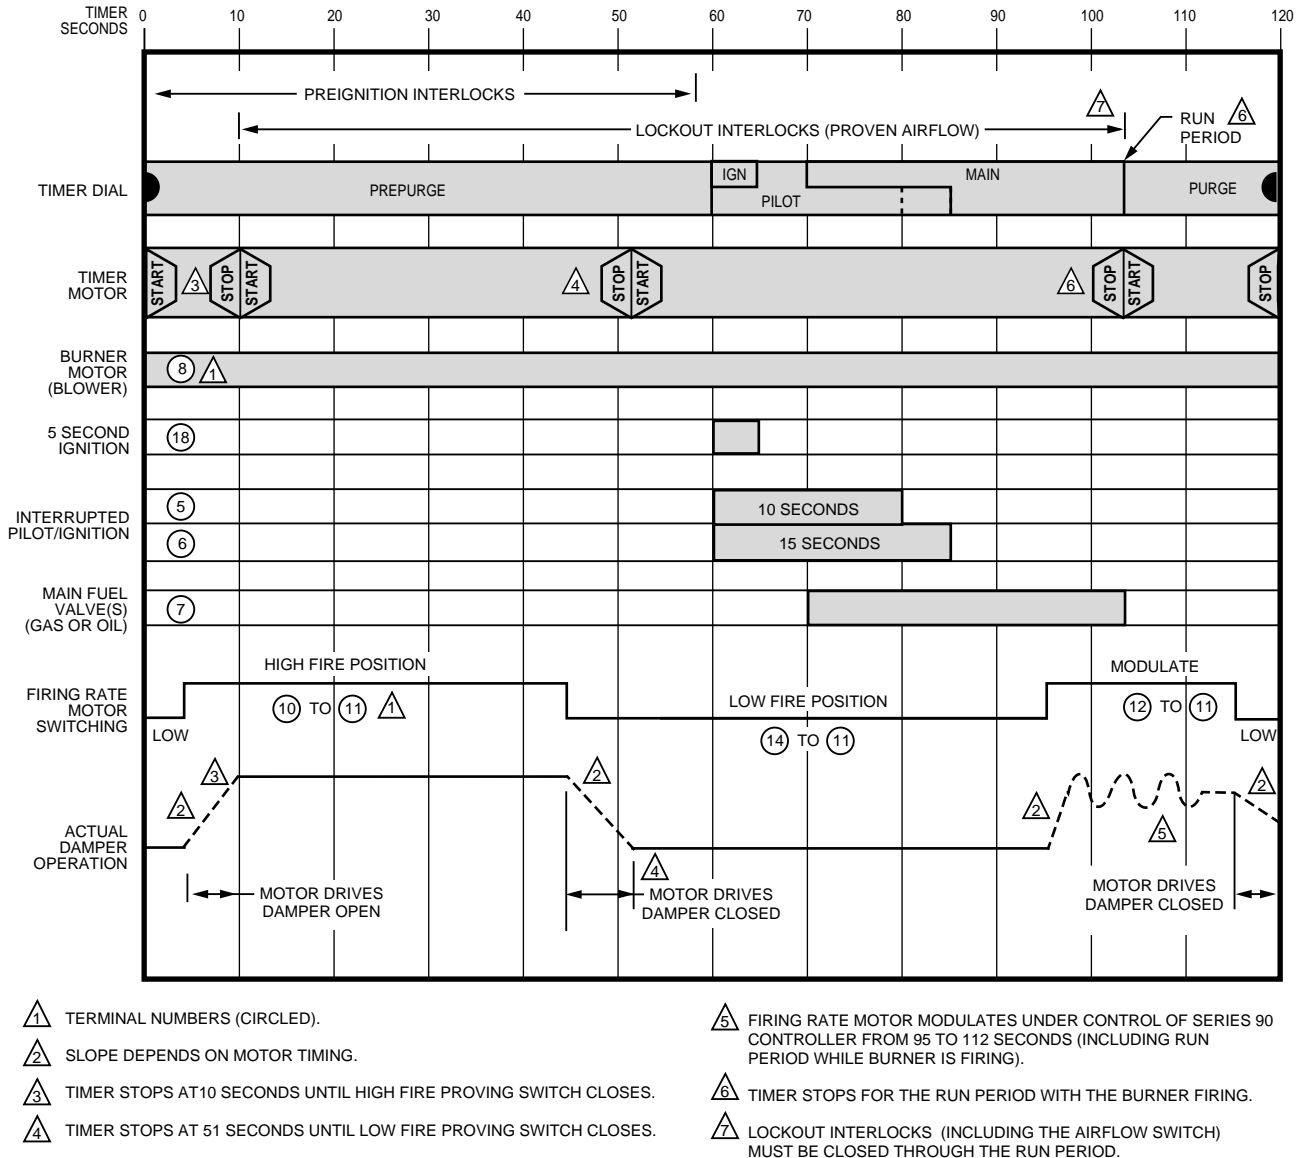 TIMER
SECONDS
0 10 20 30 40 50 60 70 80 90 100 110 120
PREIGNITION INTERLOCKS
7
LOCKOUT INTERLOCKS (PROVEN AIRFLOW)
RUN
PERIOD
6
TIMER DIAL
PREPURGE
IGN
PILOT
MAIN
PURGE
TIMER
MOTOR
START
3
STOP
START
4
STOP
START
6
STOP
START
STOP
BURNER
MOTOR
(BLOWER)
8
1
5 SECOND
IGNITION
18
INTERRUPTED
PILOT/IGNITION
5
10 SECONDS
6
15 SECONDS
MAIN FUEL
VALVE(S)
(GAS OR OIL)
7
FIRING RATE
MOTOR
SWITCHING
LOW
HIGH FIRE POSITION
10 TO 11 1
LOW FIRE POSITION
14 TO 11
MODULATE
12 TO 11
LOW
ACTUAL
DAMPER
OPERATION
2
3
2
4
2
5
2
MOTOR DRIVES
DAMPER OPEN
MOTOR DRIVES
DAMPER CLOSED
MOTOR DRIVES
DAMPER CLOSED
1 TERMINAL NUMBERS (CIRCLED).
2 SLOPE DEPENDS ON MOTOR TIMING.
3 TIMER STOPS AT10 SECONDS UNTIL HIGH FIRE PROVING SWITCH CLOSES.
4 TIMER STOPS AT 51 SECONDS UNTIL LOW FIRE PROVING SWITCH CLOSES.
5 FIRING RATE MOTOR MODULATES UNDER CONTROL OF SERIES 90
CONTROLLER FROM 95 TO 112 SECONDS (INCLUDING RUN
PERIOD WHILE BURNER IS FIRING).
6 TIMER STOPS FOR THE RUN PERIOD WITH THE BURNER FIRING.
7 LOCKOUT INTERLOCKS (INCLUDING THE AIRFLOW SWITCH)
MUST BE CLOSED THROUGH THE RUN PERIOD.